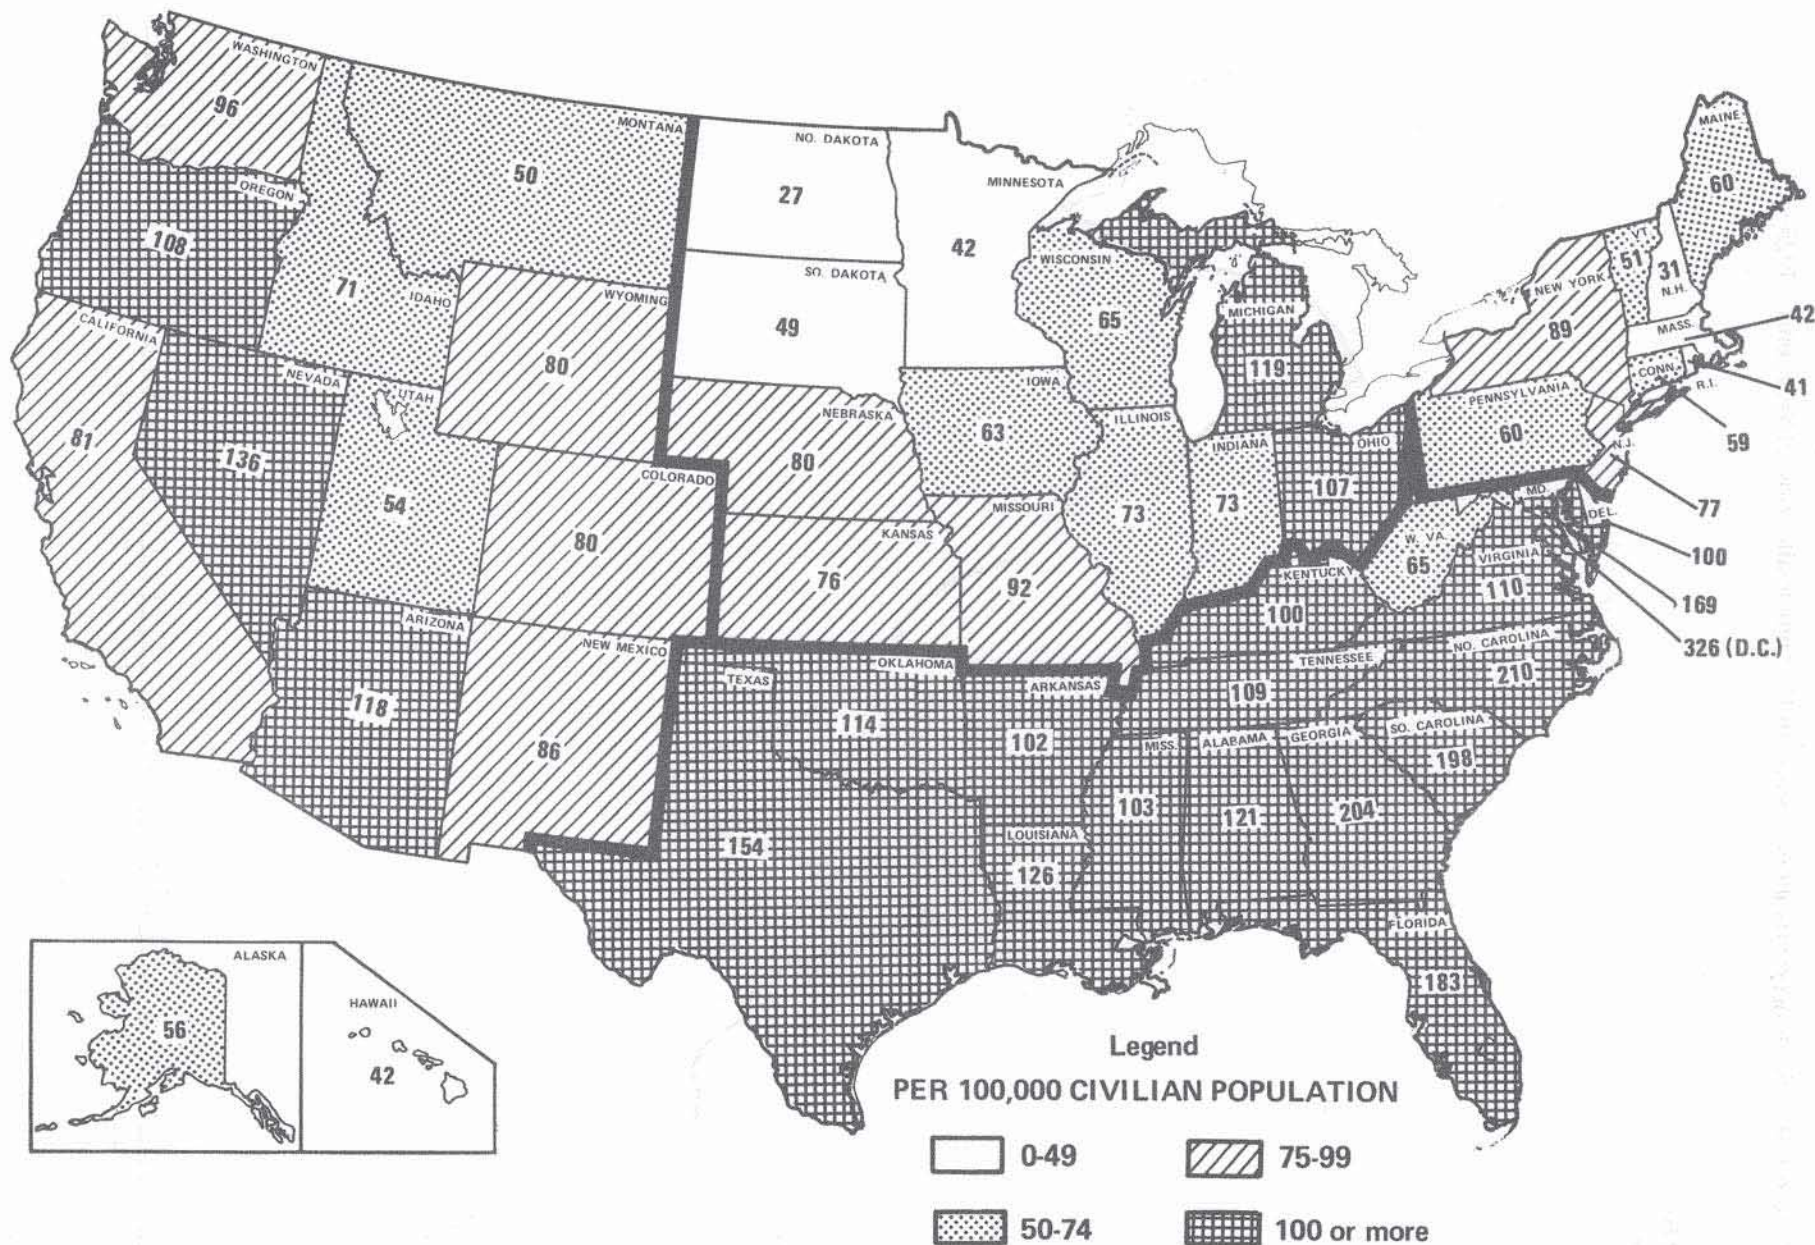 WASHINGTON
96
MONTANA
50
NO. DAKOTA
27
MINNESOTA
42
MAINE
60
OREGON
108
IDAHO
71
WYOMING
80
SO. DAKOTA
49
WISCONSIN
65
MICHIGAN
119
NEW YORK
89
VT.
51
31
N.H.
MASS.
42
CONN.
R.I.
41
59
CALIFORNIA
81
NEVADA
136
UTAH
54
COLORADO
80
NEBRASKA
80
IOWA
63
ILLINOIS
73
INDIANA
73
OHIO
107
PENNSYLVANIA
60
N.J.
77
KANSAS
76
MISSOURI
92
KENTUCKY
100
W. VA.
65
VIRGINIA
110
MD.
DEL.
100
169
326 (D.C.)
ARIZONA
118
NEW MEXICO
86
TEXAS
154
OKLAHOMA
114
ARKANSAS
102
TENNESSEE
109
NO. CAROLINA
210
SO. CAROLINA
198
LOUISIANA
126
MISS.
103
ALABAMA
121
GEORGIA
204
FLORIDA
183
ALASKA
56
HAWAII
42
Legend
PER 100,000 CIVILIAN POPULATION
0-49
75-99
50-74
100 or more